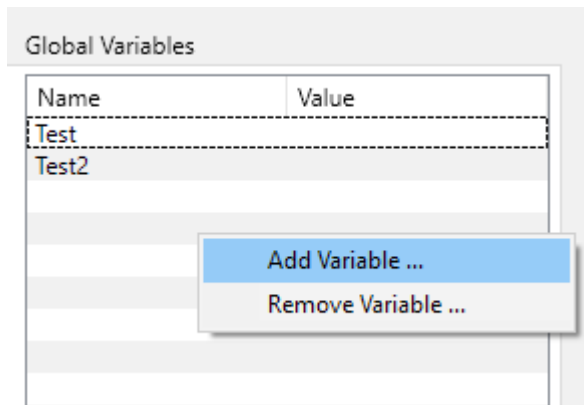 Global Variables
Name Value
Test
Test2
Add Variable ...
Remove Variable ...